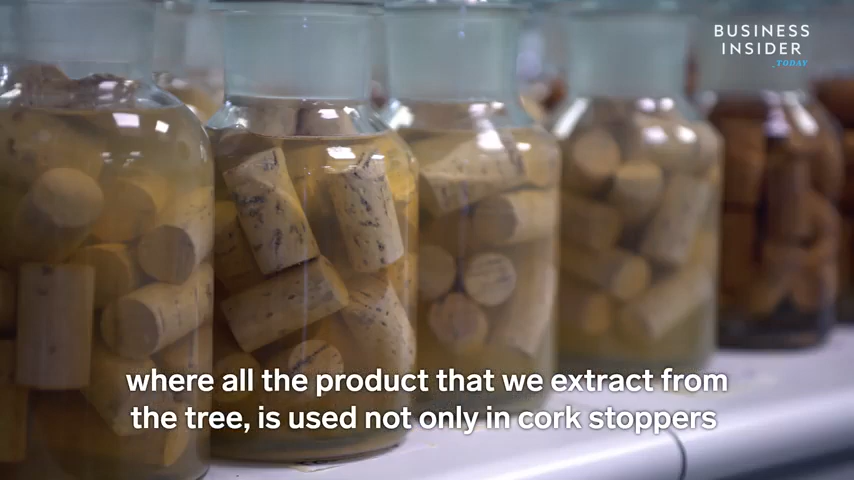 BUSINESS
INSIDER
TODAY
where all the product that we extract from
the tree, is used not only in cork stoppers